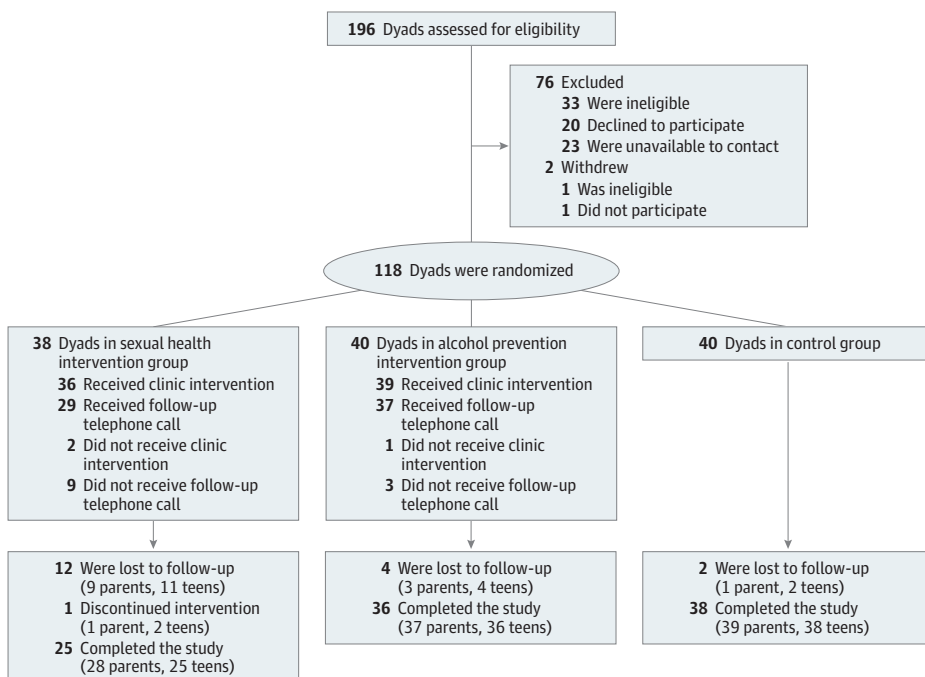 196 Dyads assessed for eligibility
76 Excluded
33 Were ineligible
20 Declined to participate
23 Were unavailable to contact
2 Withdrew
1 Was ineligible
1 Did not participate
118 Dyads were randomized
38 Dyads in sexual health
intervention group
36 Received clinic intervention
29 Received follow-up
telephone call
2 Did not receive clinic
intervention
9 Did not receive follow-up
telephone call
40 Dyads in alcohol prevention
intervention group
39 Received clinic intervention
37 Received follow-up
telephone call
1 Did not receive clinic
intervention
3 Did not receive follow-up
telephone call
40 Dyads in control group
12 Were lost to follow-up
(9 parents, 11 teens)
1 Discontinued intervention
(1 parent, 2 teens)
25 Completed the study
(28 parents, 25 teens)
4 Were lost to follow-up
(3 parents, 4 teens)
36 Completed the study
(37 parents, 36 teens)
2 Were lost to follow-up
(1 parent, 2 teens)
38 Completed the study
(39 parents, 38 teens)